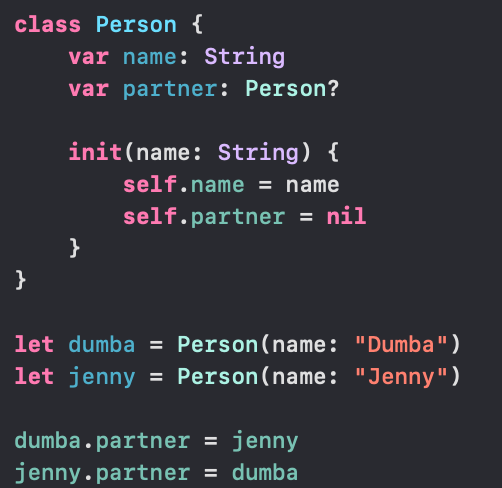 class Person {
    var name: String
    var partner: Person?

    init(name: String) {
        self.name = name
        self.partner = nil
    }
}

let dumba = Person(name: "Dumba")
let jenny = Person(name: "Jenny")

dumba.partner = jenny
jenny.partner = dumba